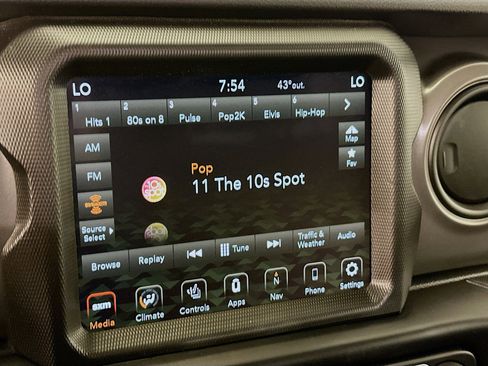 LO 7:54 43°out. LO
1 2 3 4 5 6
Hits 1 80s on 8 Pulse Pop2K Elvis Hip-Hop
AM
Map
Pop
Fav
FM
11 The 10s Spot
Source
Select
Browse Replay Tune Traffic & Weather Audio
sxm N
Media Climate Controls Apps Nav Phone Settings